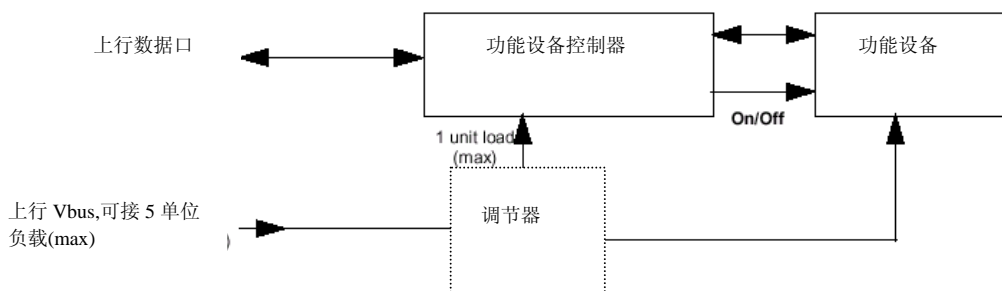 上行数据口
功能设备控制器
功能设备
On/Off
1 unit load
(max)
调节器
上行 Vbus,可接 5 单位
负载(max)
)